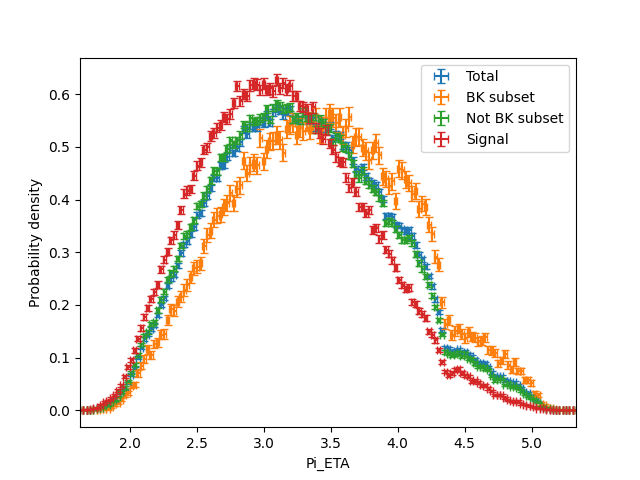 Total
BK subset
Not BK subset
Signal
0.6
0.5
0.4
0.3
0.2
0.1
0.0
Probability density
2.0 2.5 3.0 3.5 4.0 4.5 5.0
Pi_ETA